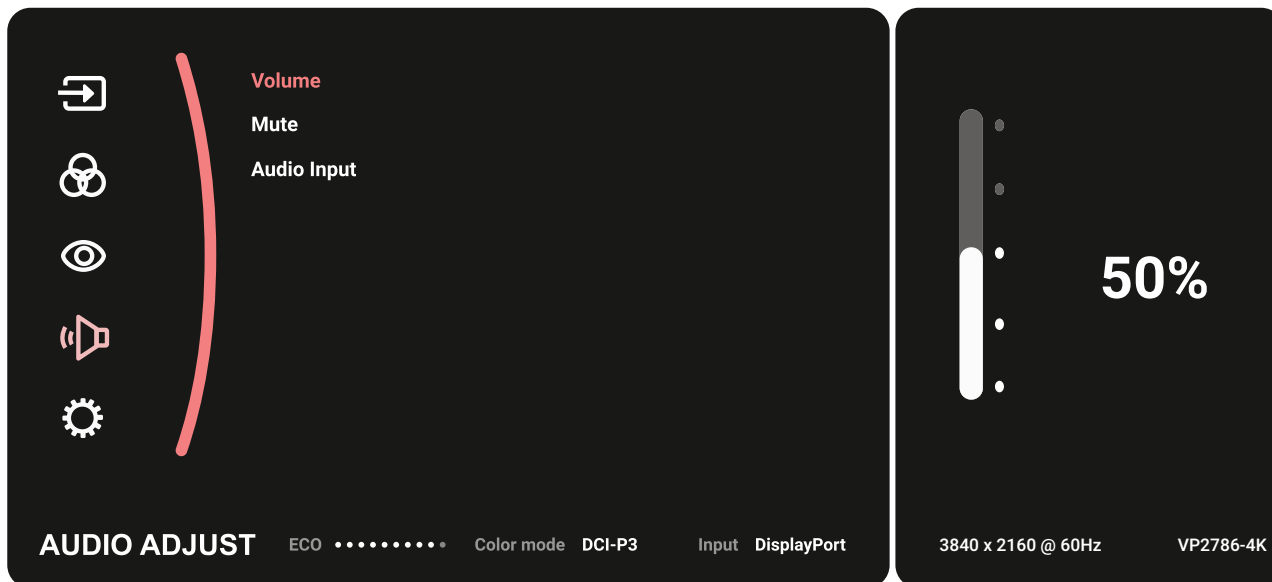 Volume
Mute
Audio Input
50%
AUDIO ADJUST ECO Color mode DCI-P3 Input DisplayPort
3840 x 2160 @ 60Hz VP2786-4K